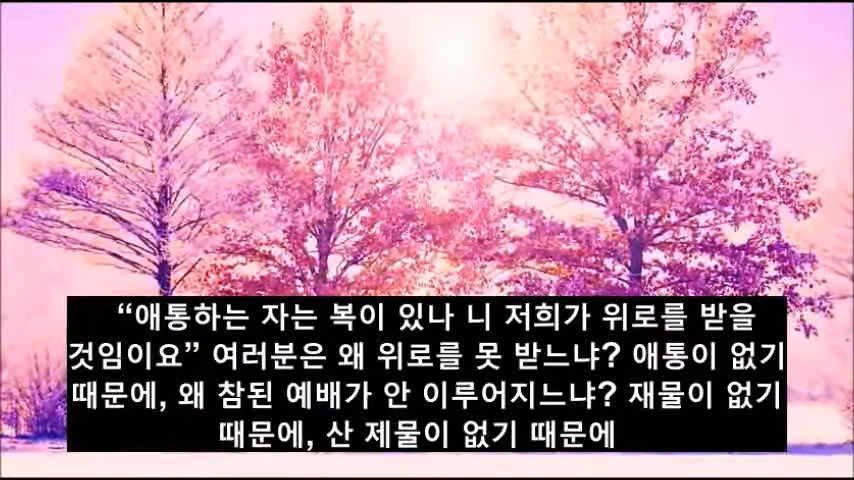 “애통하는 자는 복이 있나 니 저희가 위로를 받을
것임이요” 여러분은 왜 위로를 못 받느냐? 애통이 없기
때문에, 왜 참된 예배가 안 이루어지느냐? 재물이 없기
때문에, 산 제물이 없기 때문에